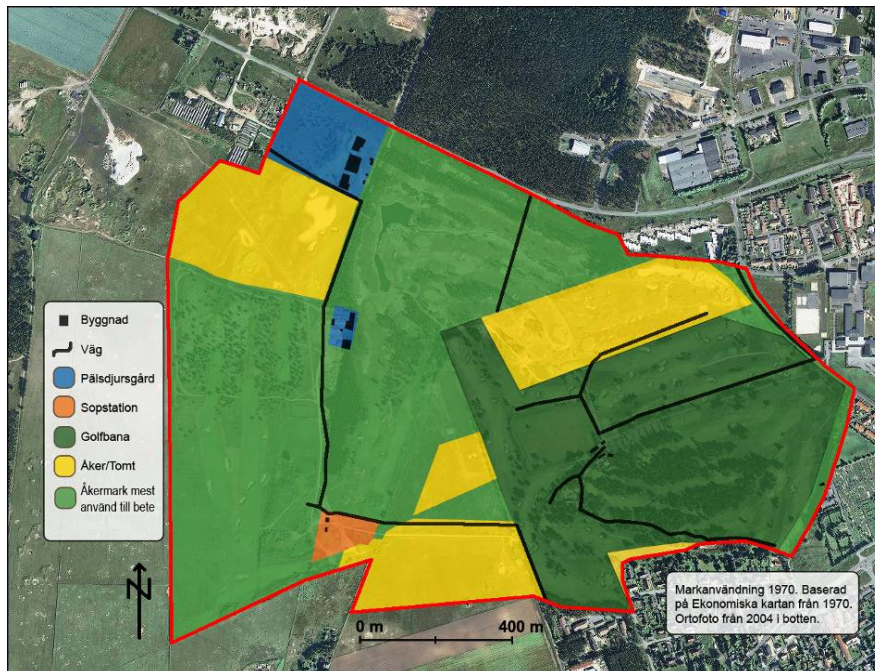 Byggnad
Väg
Pälsdjursgård
Sopstation
Golfbana
Åker/Tomt
Åkermark mest
använd till bete
N
0 m
400 m
Markanvändning 1970. Baserad
på Ekonomiska kartan från 1970.
Ortofoto från 2004 i botten.